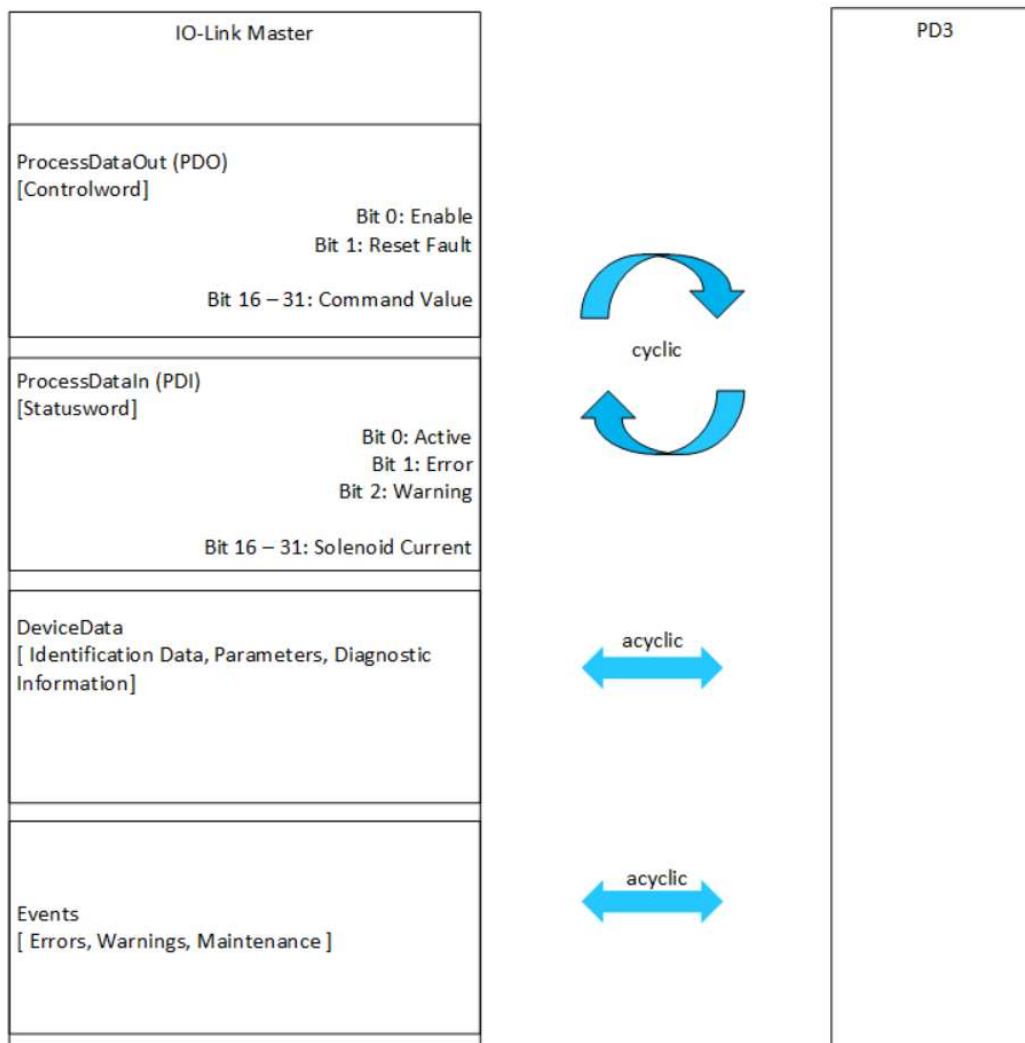 IO-Link Master
PD3
ProcessDataOut (PDO)
[Controlword]
Bit 0: Enable
Bit 1: Reset Fault
Bit 16 – 31: Command Value
cyclic
ProcessDataIn (PDI)
[Statusword]
Bit 0: Active
Bit 1: Error
Bit 2: Warning
Bit 16 – 31: Solenoid Current
DeviceData
[ Identification Data, Parameters, Diagnostic
Information]
acyclic
Events
[ Errors, Warnings, Maintenance ]
acyclic